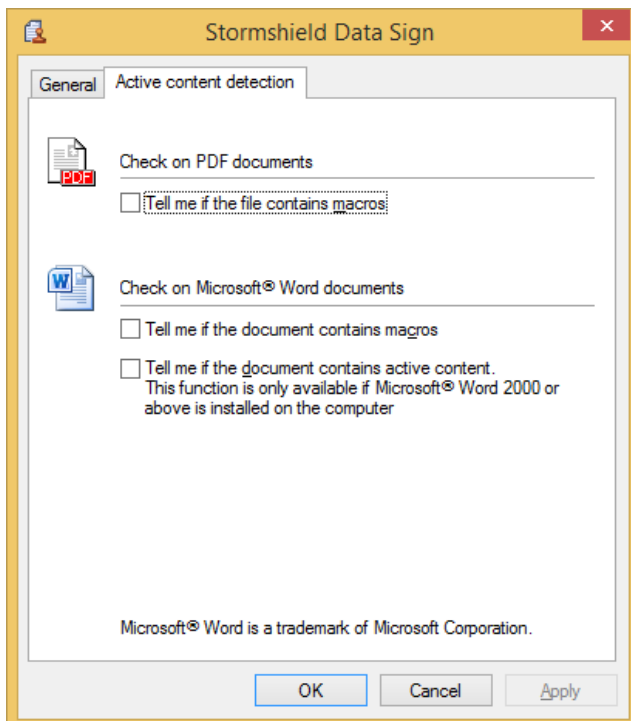 Stormshield Data Sign
General
Active content detection
PDF
Check on PDF documents
Tell me if the file contains macros
W
Check on Microsoft® Word documents
Tell me if the document contains macros
Tell me if the document contains active content.
This function is only available if Microsoft® Word 2000 or
above is installed on the computer
Microsoft® Word is a trademark of Microsoft Corporation.
OK
Cancel
Apply